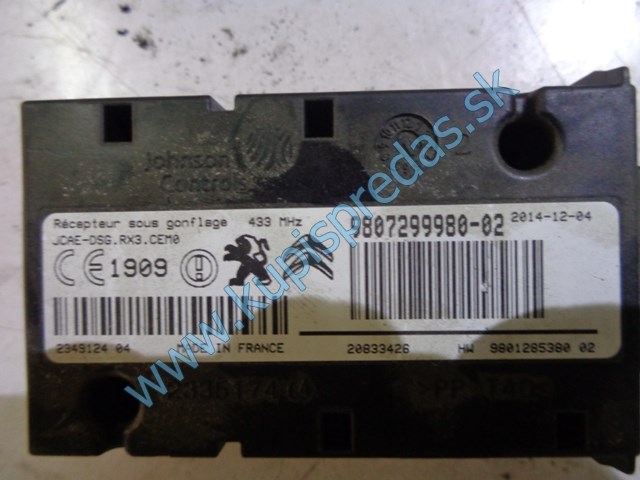 Johnson
Controls
Récepteur sous gonflage 433 MHz
JCAE-DSG.RX3.CEM0
CE 1909
9807299980-02 2014-12-04
2349124 04 MADE IN FRANCE
20833426 HW 9801285380 02
www.kupispredas.sk